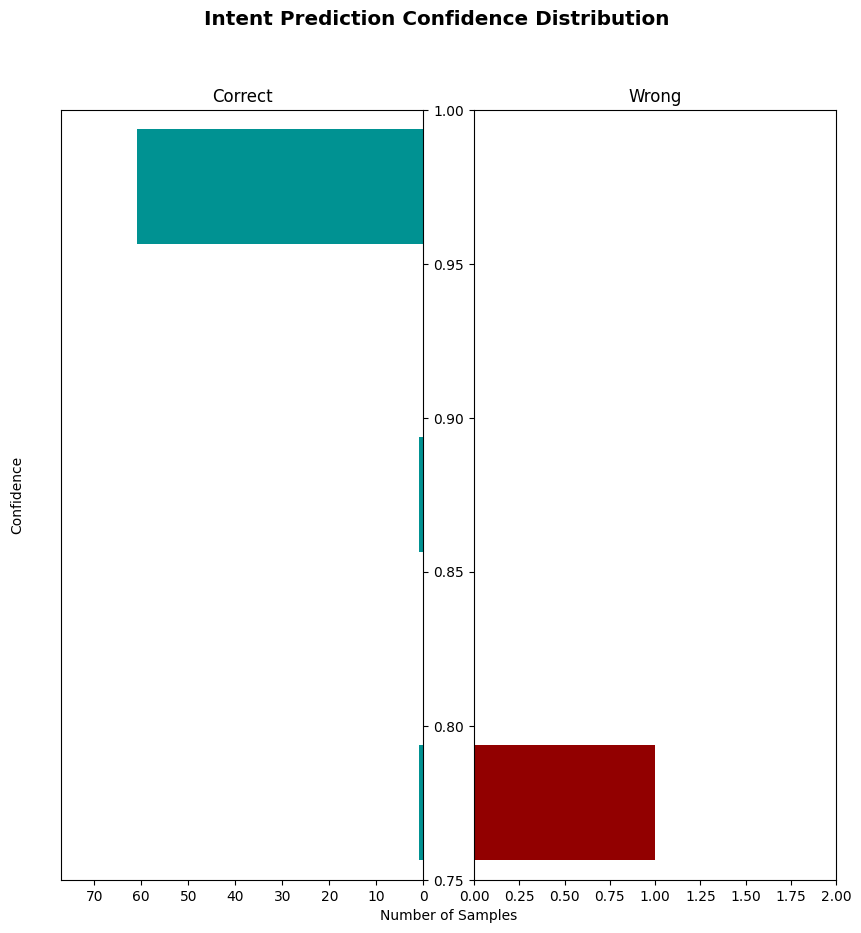 Intent Prediction Confidence Distribution
Correct
Wrong
Confidence
1.00
0.95
0.90
0.85
0.80
0.75
70 60 50 40 30 20 10 0
0.00 0.25 0.50 0.75 1.00 1.25 1.50 1.75 2.00
Number of Samples